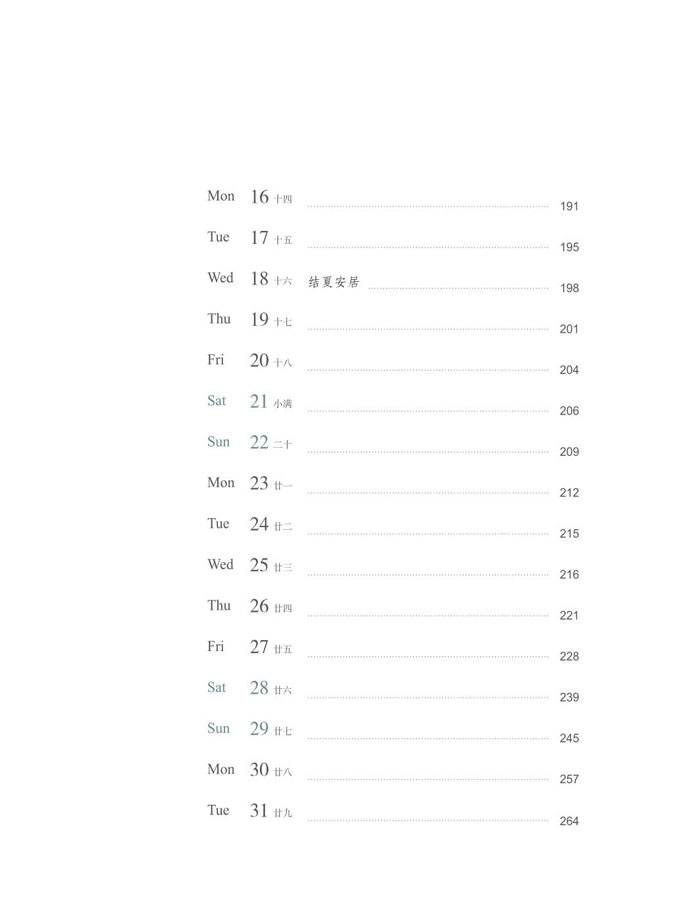 Mon 16 十四 191
Tue 17 十五 195
Wed 18 十六 结夏安居 198
Thu 19 十七 201
Fri 20 十八 204
Sat 21 小满 206
Sun 22 二十 209
Mon 23 廿一 212
Tue 24 廿二 215
Wed 25 廿三 216
Thu 26 廿四 221
Fri 27 廿五 228
Sat 28 廿六 239
Sun 29 廿七 245
Mon 30 廿八 257
Tue 31 廿九 264